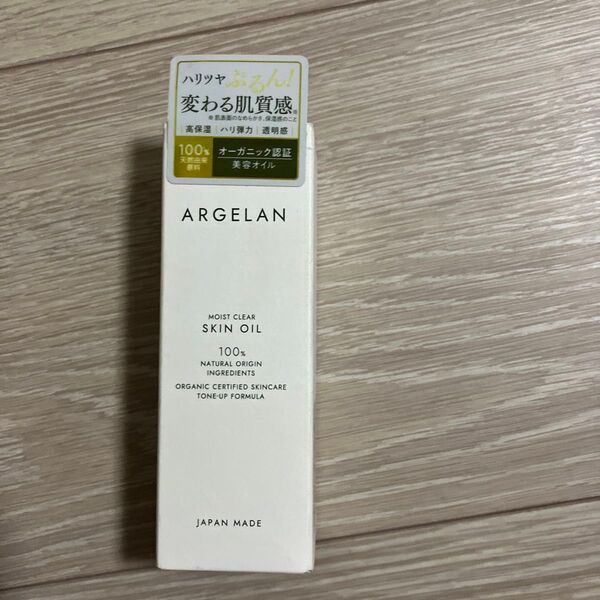 ハリツヤ ぷるん!
変わる肌質感※
※ 肌表面のなめらかさ、保湿感のこと
高保湿 | ハリ弾力 | 透明感
100%
天然由来
原料
オーガニック認証
美容オイル
ARGELAN
MOIST CLEAR
SKIN OIL
100%
NATURAL ORIGIN
INGREDIENTS
ORGANIC CERTIFIED SKINCARE
TONE-UP FORMULA
JAPAN MADE